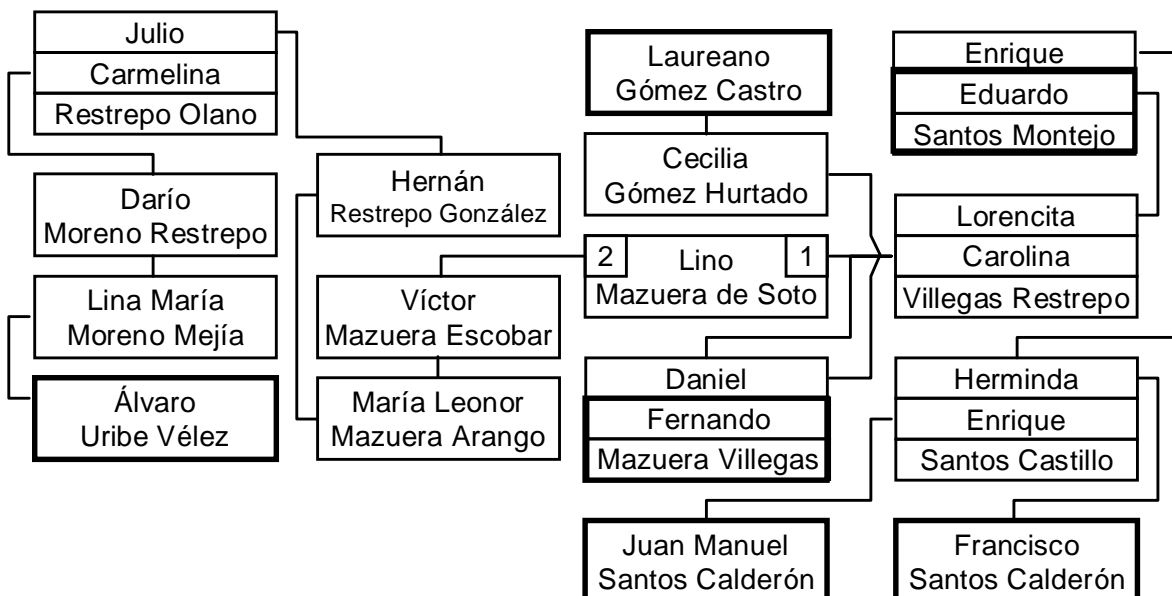 Julio
Carmelina
Restrepo Olano
Darío
Moreno Restrepo
Lina María
Moreno Mejía
Álvaro
Uribe Vélez
Hernán
Restrepo González
Víctor
Mazuera Escobar
María Leonor
Mazuera Arango
Laureano
Gómez Castro
Cecilia
Gómez Hurtado
2 Lino 1
Mazuera de Soto
Daniel
Fernando
Mazuera Villegas
Juan Manuel
Santos Calderón
Enrique
Eduardo
Santos Montejo
Lorencita
Carolina
Villegas Restrepo
Herminda
Enrique
Santos Castillo
Francisco
Santos Calderón